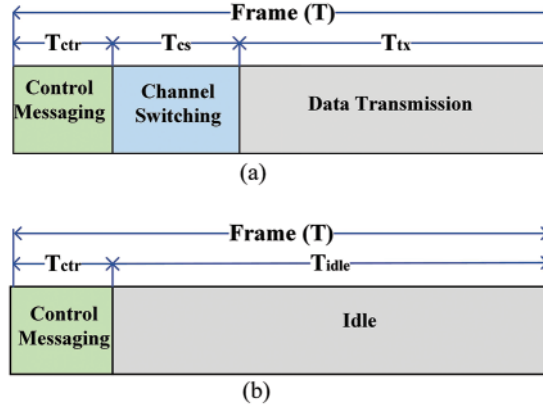 Frame (T)
Tctr Tcs Ttx
Control Messaging
Channel Switching
Data Transmission
(a)
Frame (T)
Tctr Tidle
Control Messaging
Idle
(b)